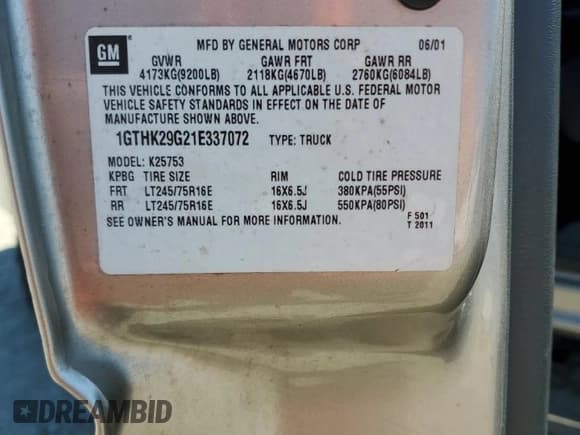 GM
MFD BY GENERAL MOTORS CORP 06/01
GVWR GAWR FRT GAWR RR
4173KG(9200LB) 2118KG(4670LB) 2760KG(6084LB)
THIS VEHICLE CONFORMS TO ALL APPLICABLE U.S. FEDERAL MOTOR
VEHICLE SAFETY STANDARDS IN EFFECT ON THE DATE OF
MANUFACTURE SHOWN ABOVE.
1GTHK29G21E337072 TYPE: TRUCK
MODEL: K25753
KPBG TIRE SIZE RIM COLD TIRE PRESSURE
FRT LT245/75R16E 16X6.5J 380KPA(55PSI)
RR LT245/75R16E 16X6.5J 550KPA(80PSI)
SEE OWNER'S MANUAL FOR MORE INFORMATION.
F 501
T 2011
DREAMBID